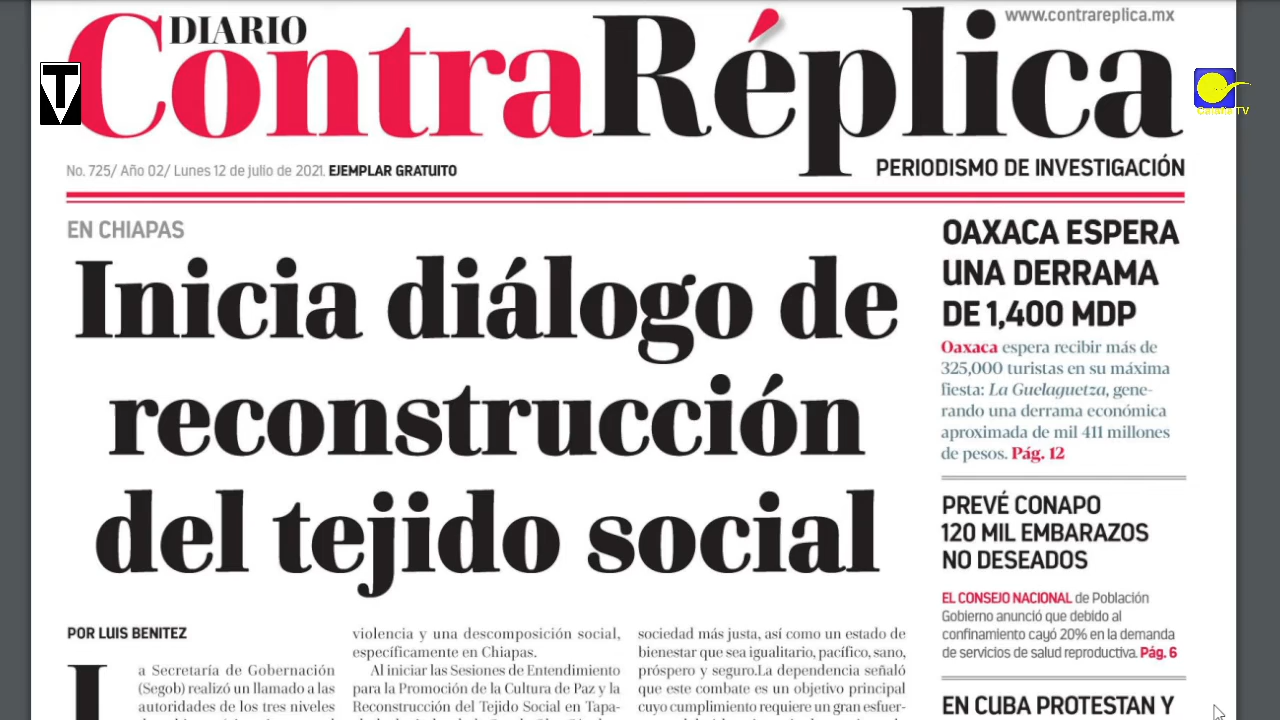 DIARIO
ContraRéplica
www.contrareplica.mx
TV
No. 725/ Año 02/ Lunes 12 de julio de 2021. EJEMPLAR GRATUITO
PERIODISMO DE INVESTIGACIÓN
EN CHIAPAS
Inicia diálogo de
reconstrucción
del tejido social
POR LUIS BENITEZ
La Secretaría de Gobernación
(Segob) realizó un llamado a las
autoridades de los tres niveles
violencia y una descomposición social,
específicamente en Chiapas.
Al iniciar las Sesiones de Entendimiento
para la Promoción de la Cultura de Paz y la
Reconstrucción del Tejido Social en Tapa-
sociedad más justa, así como un estado de
bienestar que sea igualitario, pacífico, sano,
próspero y seguro.La dependencia señaló
que este combate es un objetivo principal
cuyo cumplimiento requiere un gran esfuer-
OAXACA ESPERA
UNA DERRAMA
DE 1,400 MDP
Oaxaca espera recibir más de
325,000 turistas en su máxima
fiesta: La Guelaguetza, gene-
rando una derrama económica
aproximada de mil 411 millones
de pesos. Pág. 12
PREVÉ CONAPO
120 MIL EMBARAZOS
NO DESEADOS
EL CONSEJO NACIONAL de Población
Gobierno anunció que debido al
confinamiento cayó 20% en la demanda
de servicios de salud reproductiva. Pág. 6
EN CUBA PROTESTAN Y